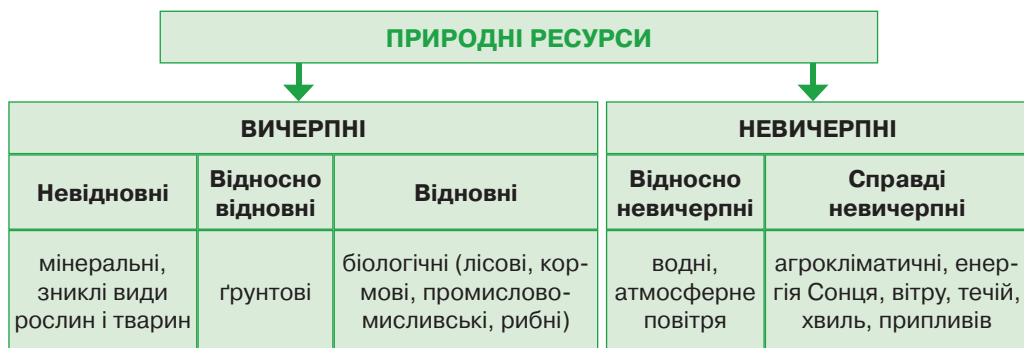 ПРИРОДНІ РЕСУРСИ
ВИЧЕРПНІ
НЕВИЧЕРПНІ
Невідновні
Відносно
відновні
Відновні
Відносно
невичерпні
Справді
невичерпні
мінеральні,
зниклі види
рослин і тварин
ґрунтові
біологічні (лісові, кор-
мові, промислово-
мисливські, рибні)
водні,
атмосферне
повітря
агрокліматичні, енер-
гія Сонця, вітру, течій,
хвиль, припливів